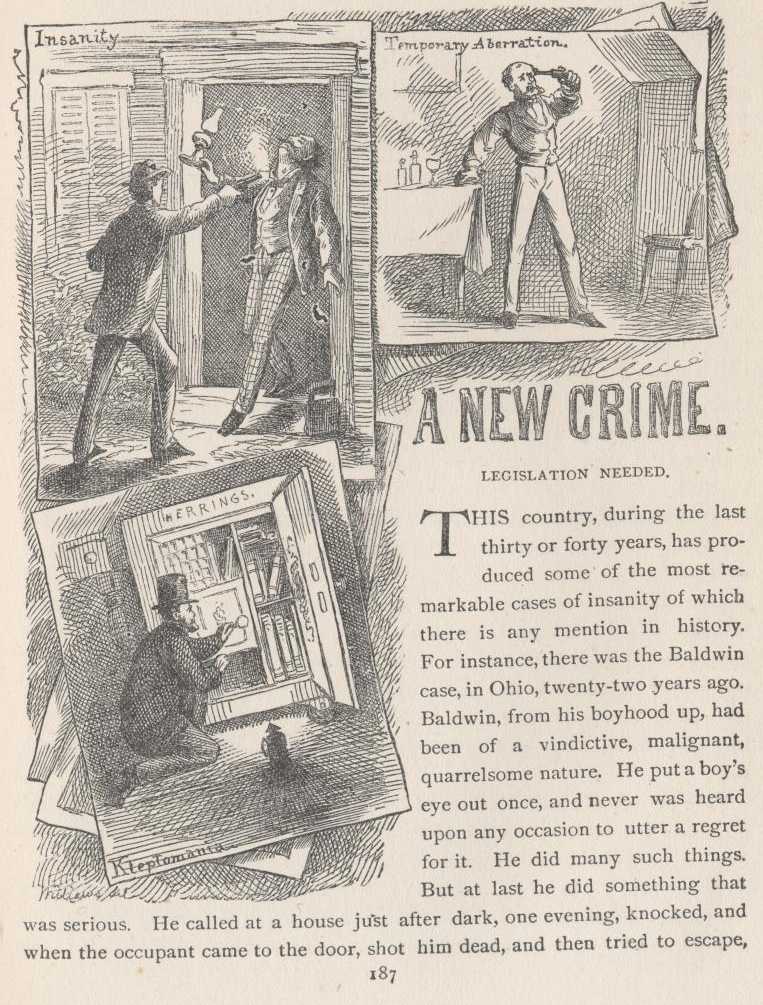 Insanity
Temporary Aberration.
A NEW CRIME.
LEGISLATION NEEDED.
THIS country, during the last
thirty or forty years, has pro-
duced some of the most re-
markable cases of insanity of which
there is any mention in history.
For instance, there was the Baldwin
case, in Ohio, twenty-two years ago.
Baldwin, from his boyhood up, had
been of a vindictive, malignant,
quarrelsome nature. He put a boy's
eye out once, and never was heard
upon any occasion to utter a regret
for it. He did many such things.
But at last he did something that
HERRINGS.
Kleptomania
was serious. He called at a house just after dark, one evening, knocked, and
when the occupant came to the door, shot him dead, and then tried to escape,
187